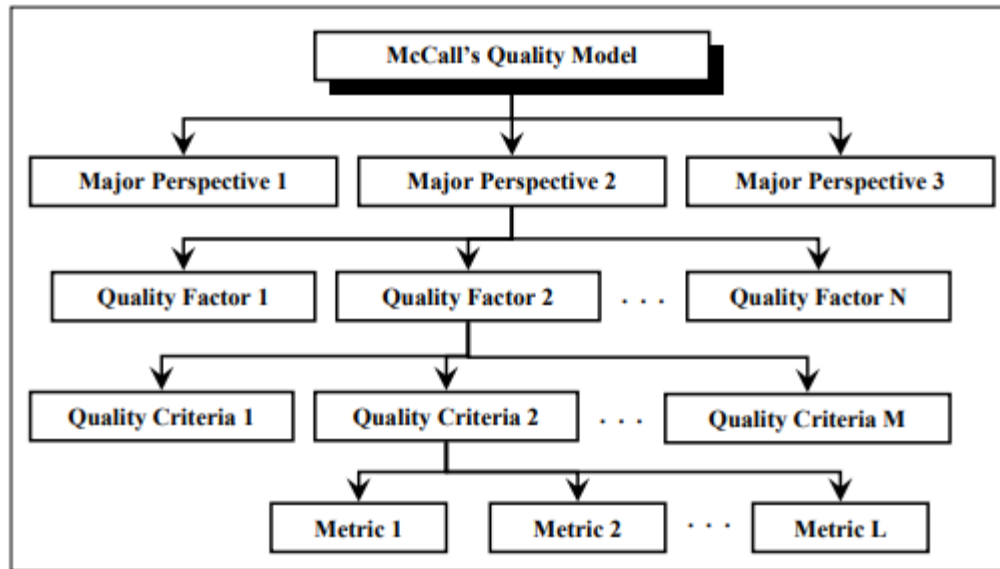 McCall's Quality Model
Major Perspective 1 Major Perspective 2 Major Perspective 3
Quality Factor 1 Quality Factor 2 . . . Quality Factor N
Quality Criteria 1 Quality Criteria 2 . . . Quality Criteria M
Metric 1 Metric 2 . . . Metric L